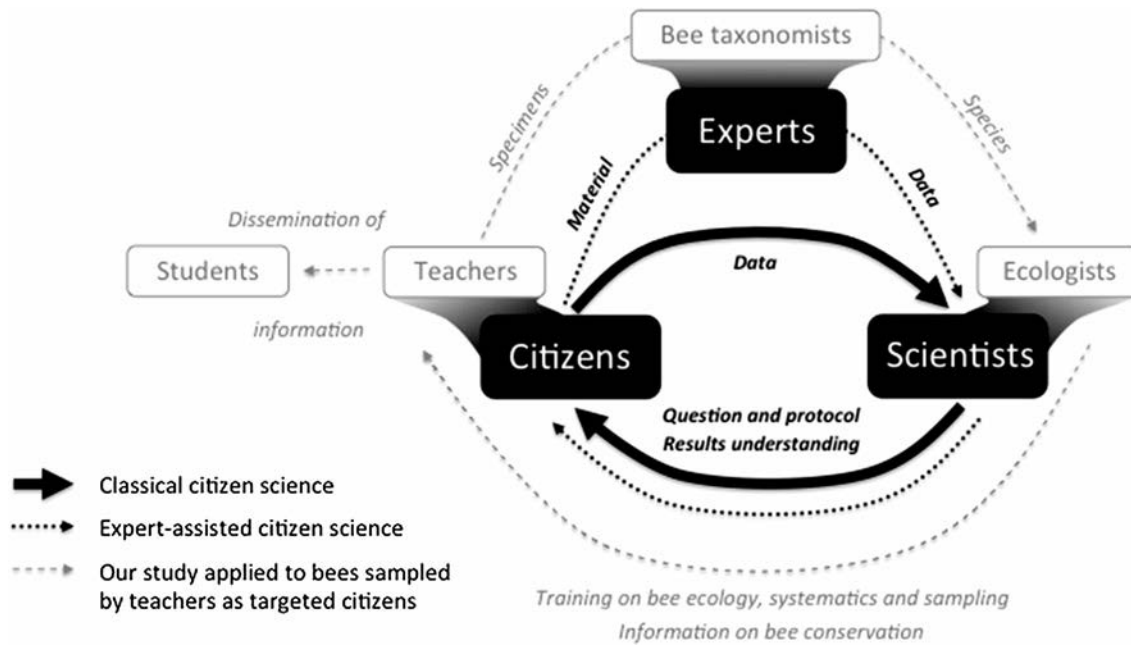 Bee taxonomists
Experts
Specimens
Species
Material
Data
Dissemination of
Students
Teachers
Data
Ecologists
information
Citizens
Scientists
Question and protocol
Results understanding
Classical citizen science
Expert-assisted citizen science
Our study applied to bees sampled
by teachers as targeted citizens
Training on bee ecology, systematics and sampling
Information on bee conservation